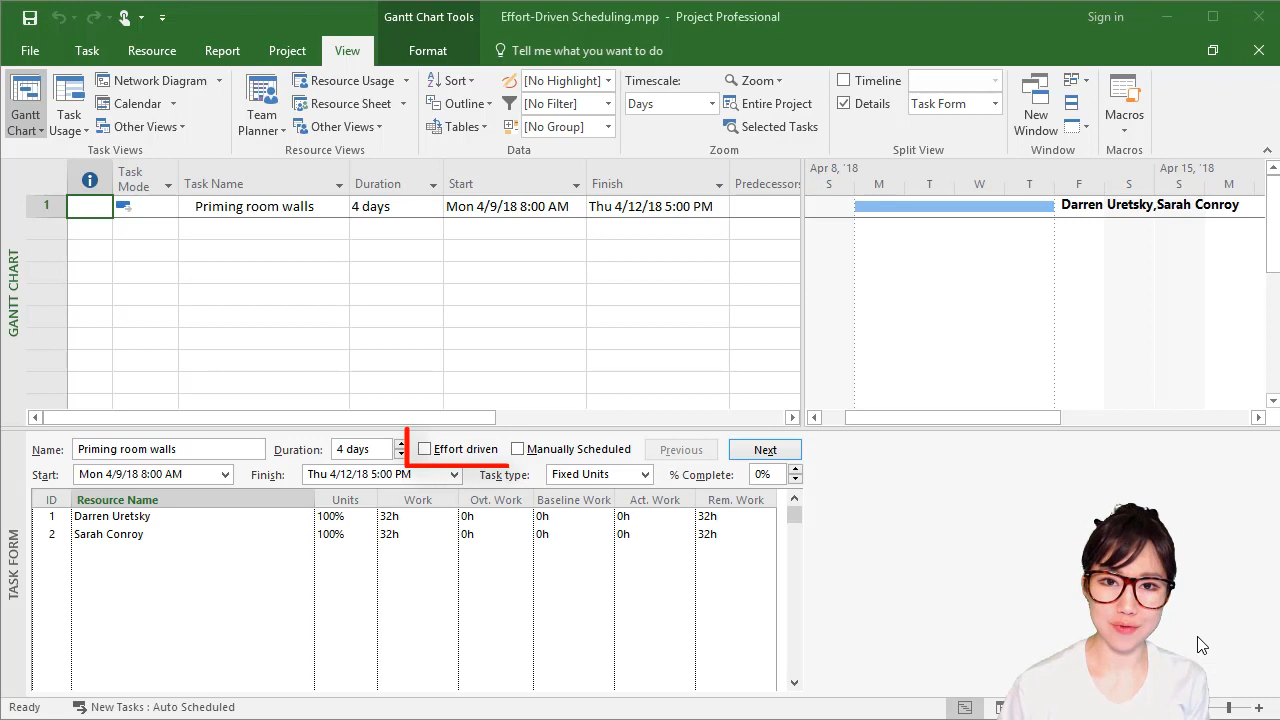 Gantt Chart Tools
Effort-Driven Scheduling.mpp - Project Professional
Sign in
File Task Resource Report Project View Format Tell me what you want to do
Gantt Chart
Task Usage
Network Diagram
Calendar
Other Views
Task Views
Team Planner
Resource Usage
Resource Sheet
Other Views
Resource Views
Sort
Outline
Tables
[No Highlight]
[No Filter]
[No Group]
Data
Timescale:
Days
Zoom
Entire Project
Selected Tasks
Zoom
Timeline
Details Task Form
Split View
New Window
Window
Macros
Macros
GANTT CHART
Task Mode Task Name Duration Start Finish Predecessors
1 Priming room walls 4 days Mon 4/9/18 8:00 AM Thu 4/12/18 5:00 PM
Apr 8, '18 Apr 15, '18
S M T W T F S S M
Darren Uretsky,Sarah Conroy
TASK FORM
Name: Priming room walls Duration: 4 days Effort driven Manually Scheduled Previous Next
Start: Mon 4/9/18 8:00 AM Finish: Thu 4/12/18 5:00 PM Task type: Fixed Units % Complete: 0%
ID Resource Name Units Work Ovt. Work Baseline Work Act. Work Rem. Work
1 Darren Uretsky 100% 32h 0h 0h 0h 32h
2 Sarah Conroy 100% 32h 0h 0h 0h 32h
Ready New Tasks : Auto Scheduled